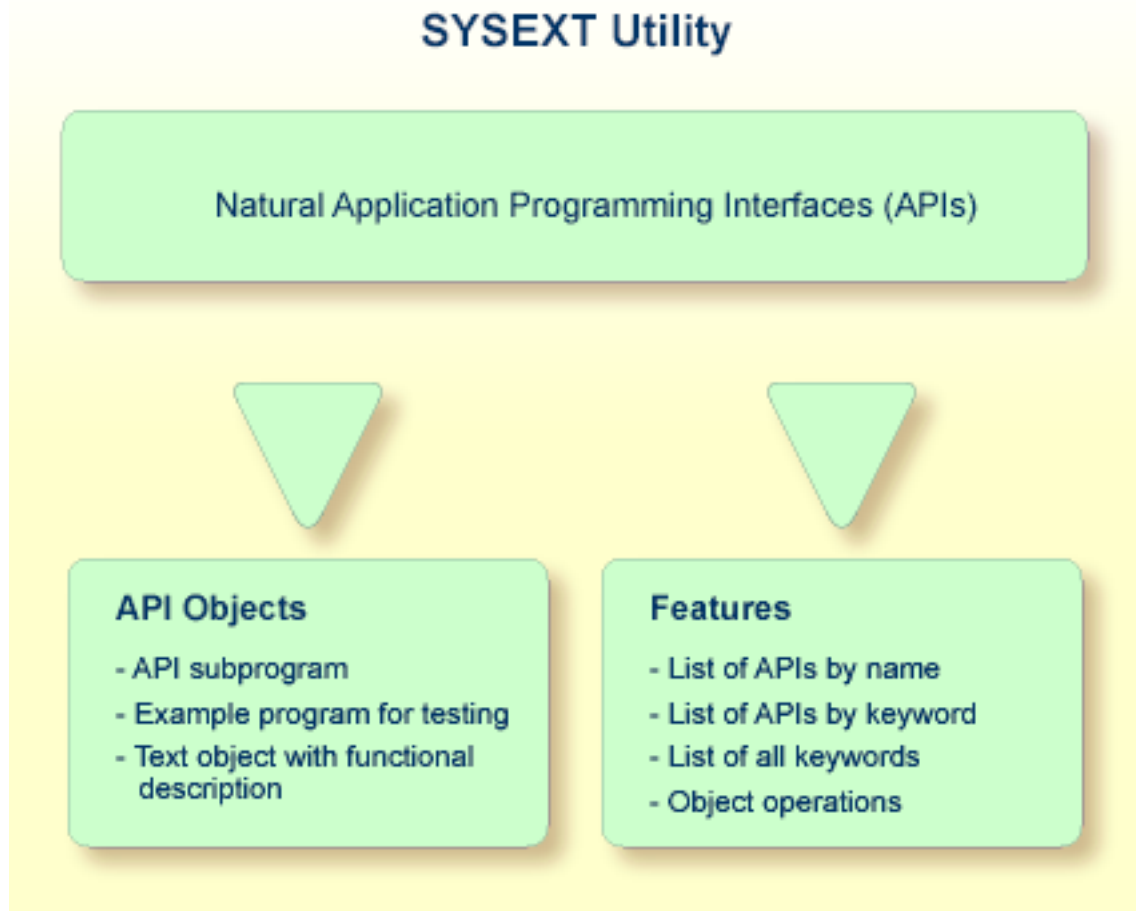 SYSEXT Utility
Natural Application Programming Interfaces (APIs)
API Objects
- API subprogram
- Example program for testing
- Text object with functional
description
Features
- List of APIs by name
- List of APIs by keyword
- List of all keywords
- Object operations